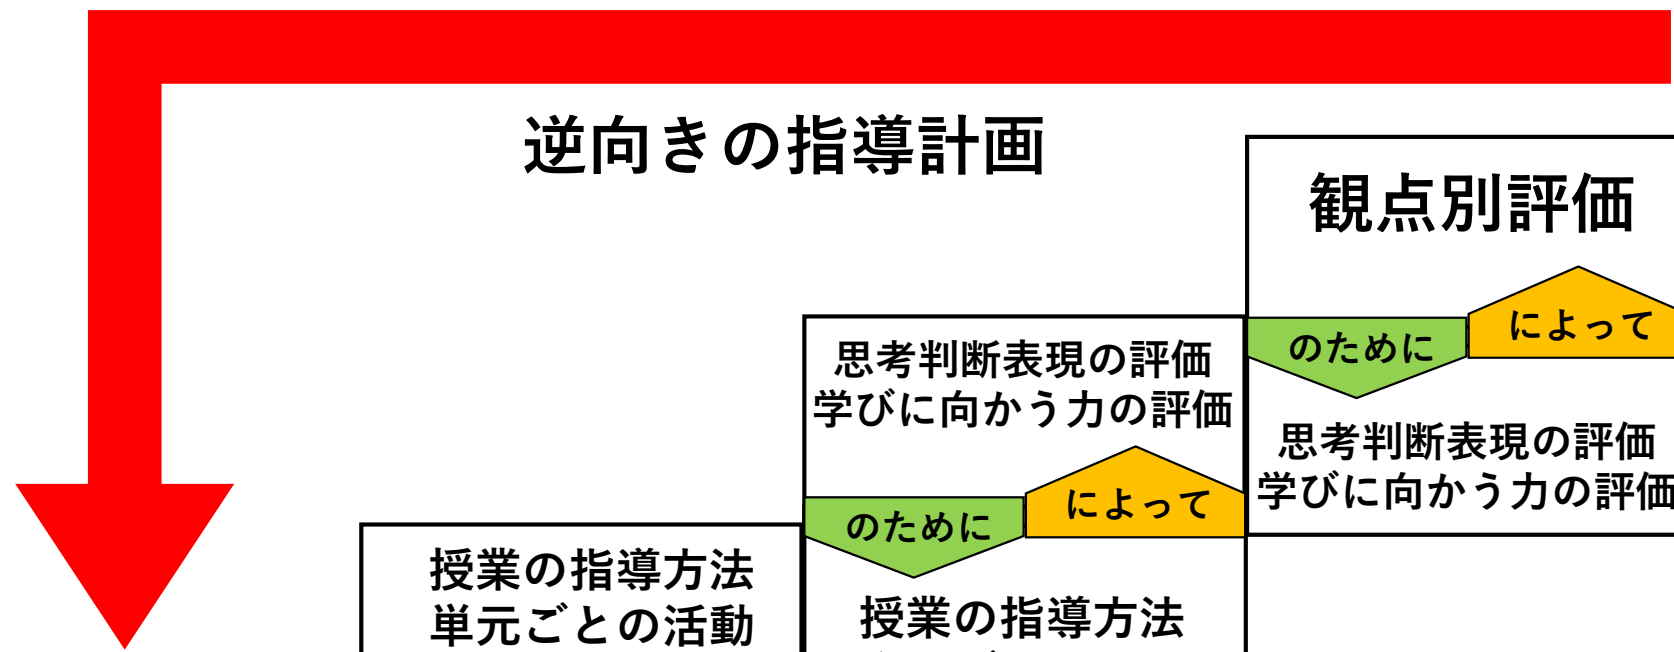 逆向きの指導計画
観点別評価
のために
によって
思考判断表現の評価
学びに向かう力の評価
思考判断表現の評価
学びに向かう力の評価
のために
によって
授業の指導方法
授業の指導方法
単元ごとの活動